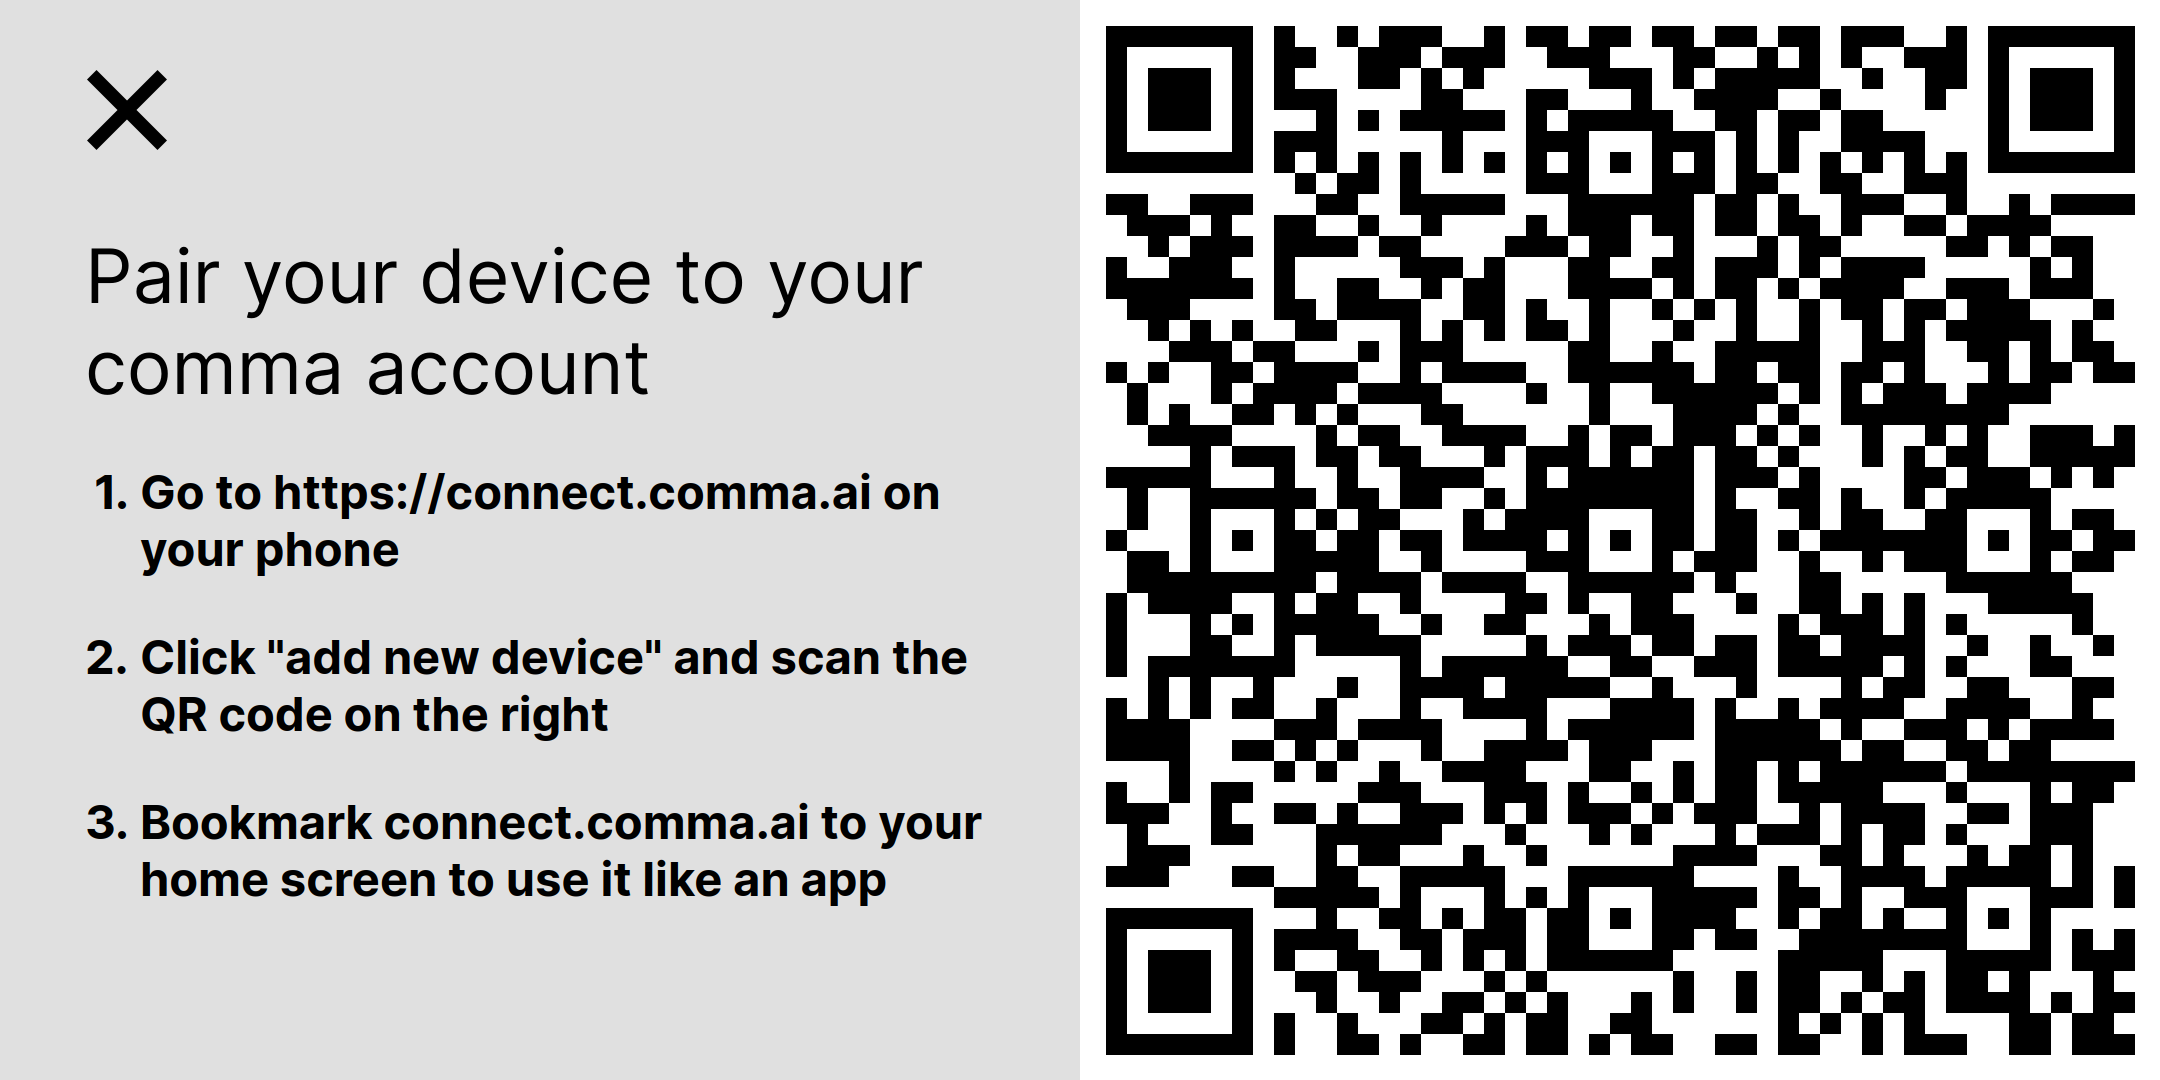 Pair your device to your
comma account
1. Go to https://connect.comma.ai on
your phone
2. Click "add new device" and scan the
QR code on the right
3. Bookmark connect.comma.ai to your
home screen to use it like an app